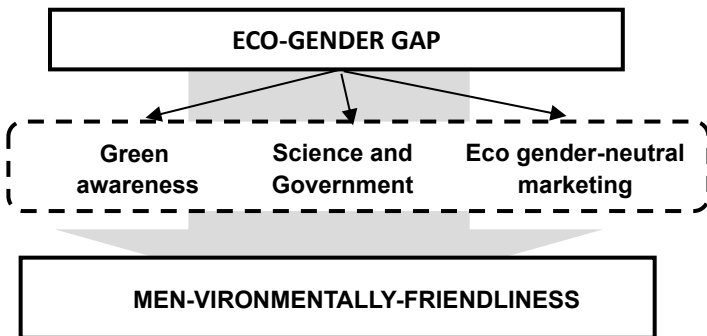 ECO-GENDER GAP
Green awareness
Science and Government
Eco gender-neutral marketing
MEN-VIRONMENTALLY-FRIENDLINESS